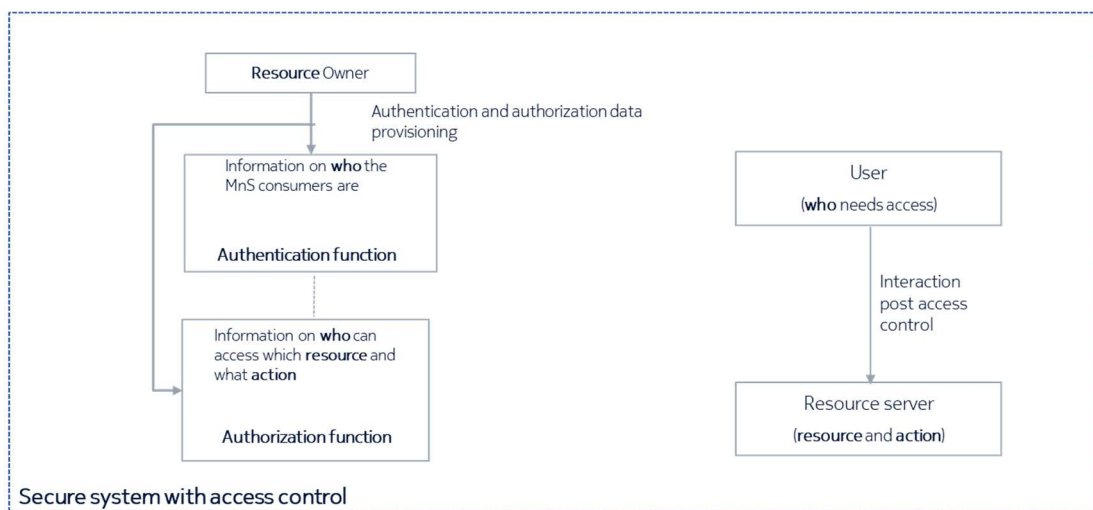 Resource Owner
Authentication and authorization data
provisioning
Information on who the
MnS consumers are
Authentication function
Information on who can
access which resource and
what action
Authorization function
User
(who needs access)
Interaction
post access
control
Resource server
(resource and action)
Secure system with access control